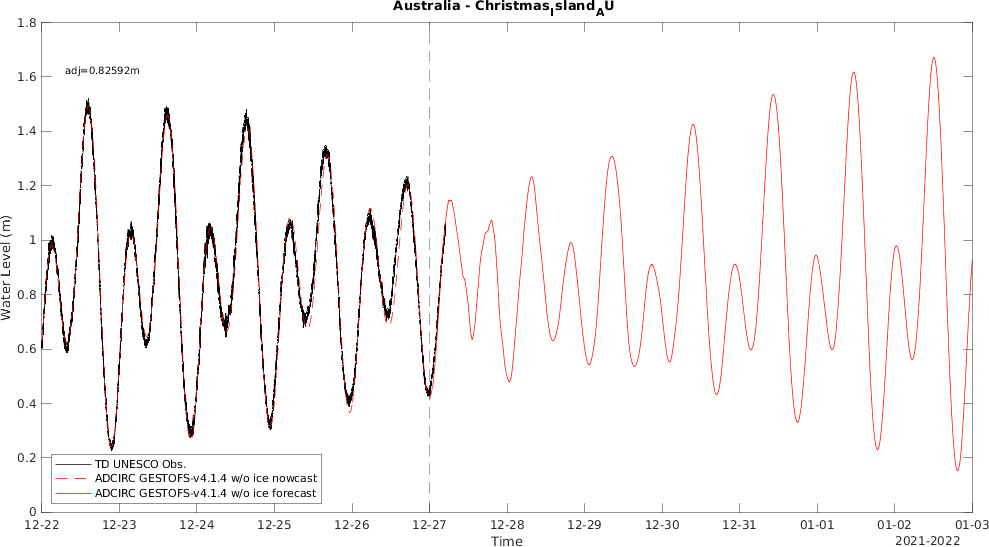 Australia - Christmas_Island_AU
1.8
1.6
1.4
1.2
1
0.8
0.6
0.4
0.2
0
Water Level (m)
adj=0.82592m
TD UNESCO Obs.
ADCIRC GESTOFS-v4.1.4 w/o ice nowcast
ADCIRC GESTOFS-v4.1.4 w/o ice forecast
12-22 12-23 12-24 12-25 12-26 12-27 12-28 12-29 12-30 12-31 01-01 01-02 01-03
Time
2021-2022